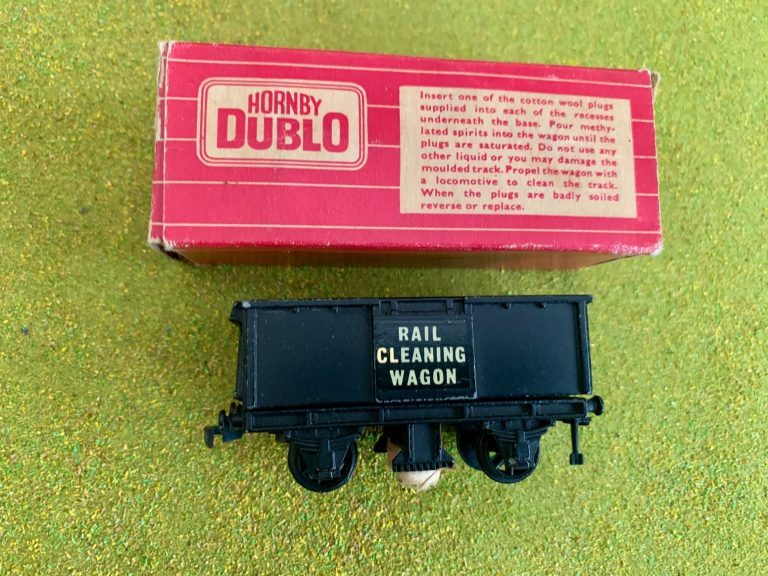 HORNBY
DUBLO
Insert one of the cotton wool plugs
supplied into each of the recesses
underneath the base. Pour methy-
lated spirits into the wagon until the
plugs are saturated. Do not use any
other liquid or you may damage the
moulded track. Propel the wagon with
a locomotive to clean the track.
When the plugs are badly soiled
reverse or replace.
RAIL
CLEANING
WAGON